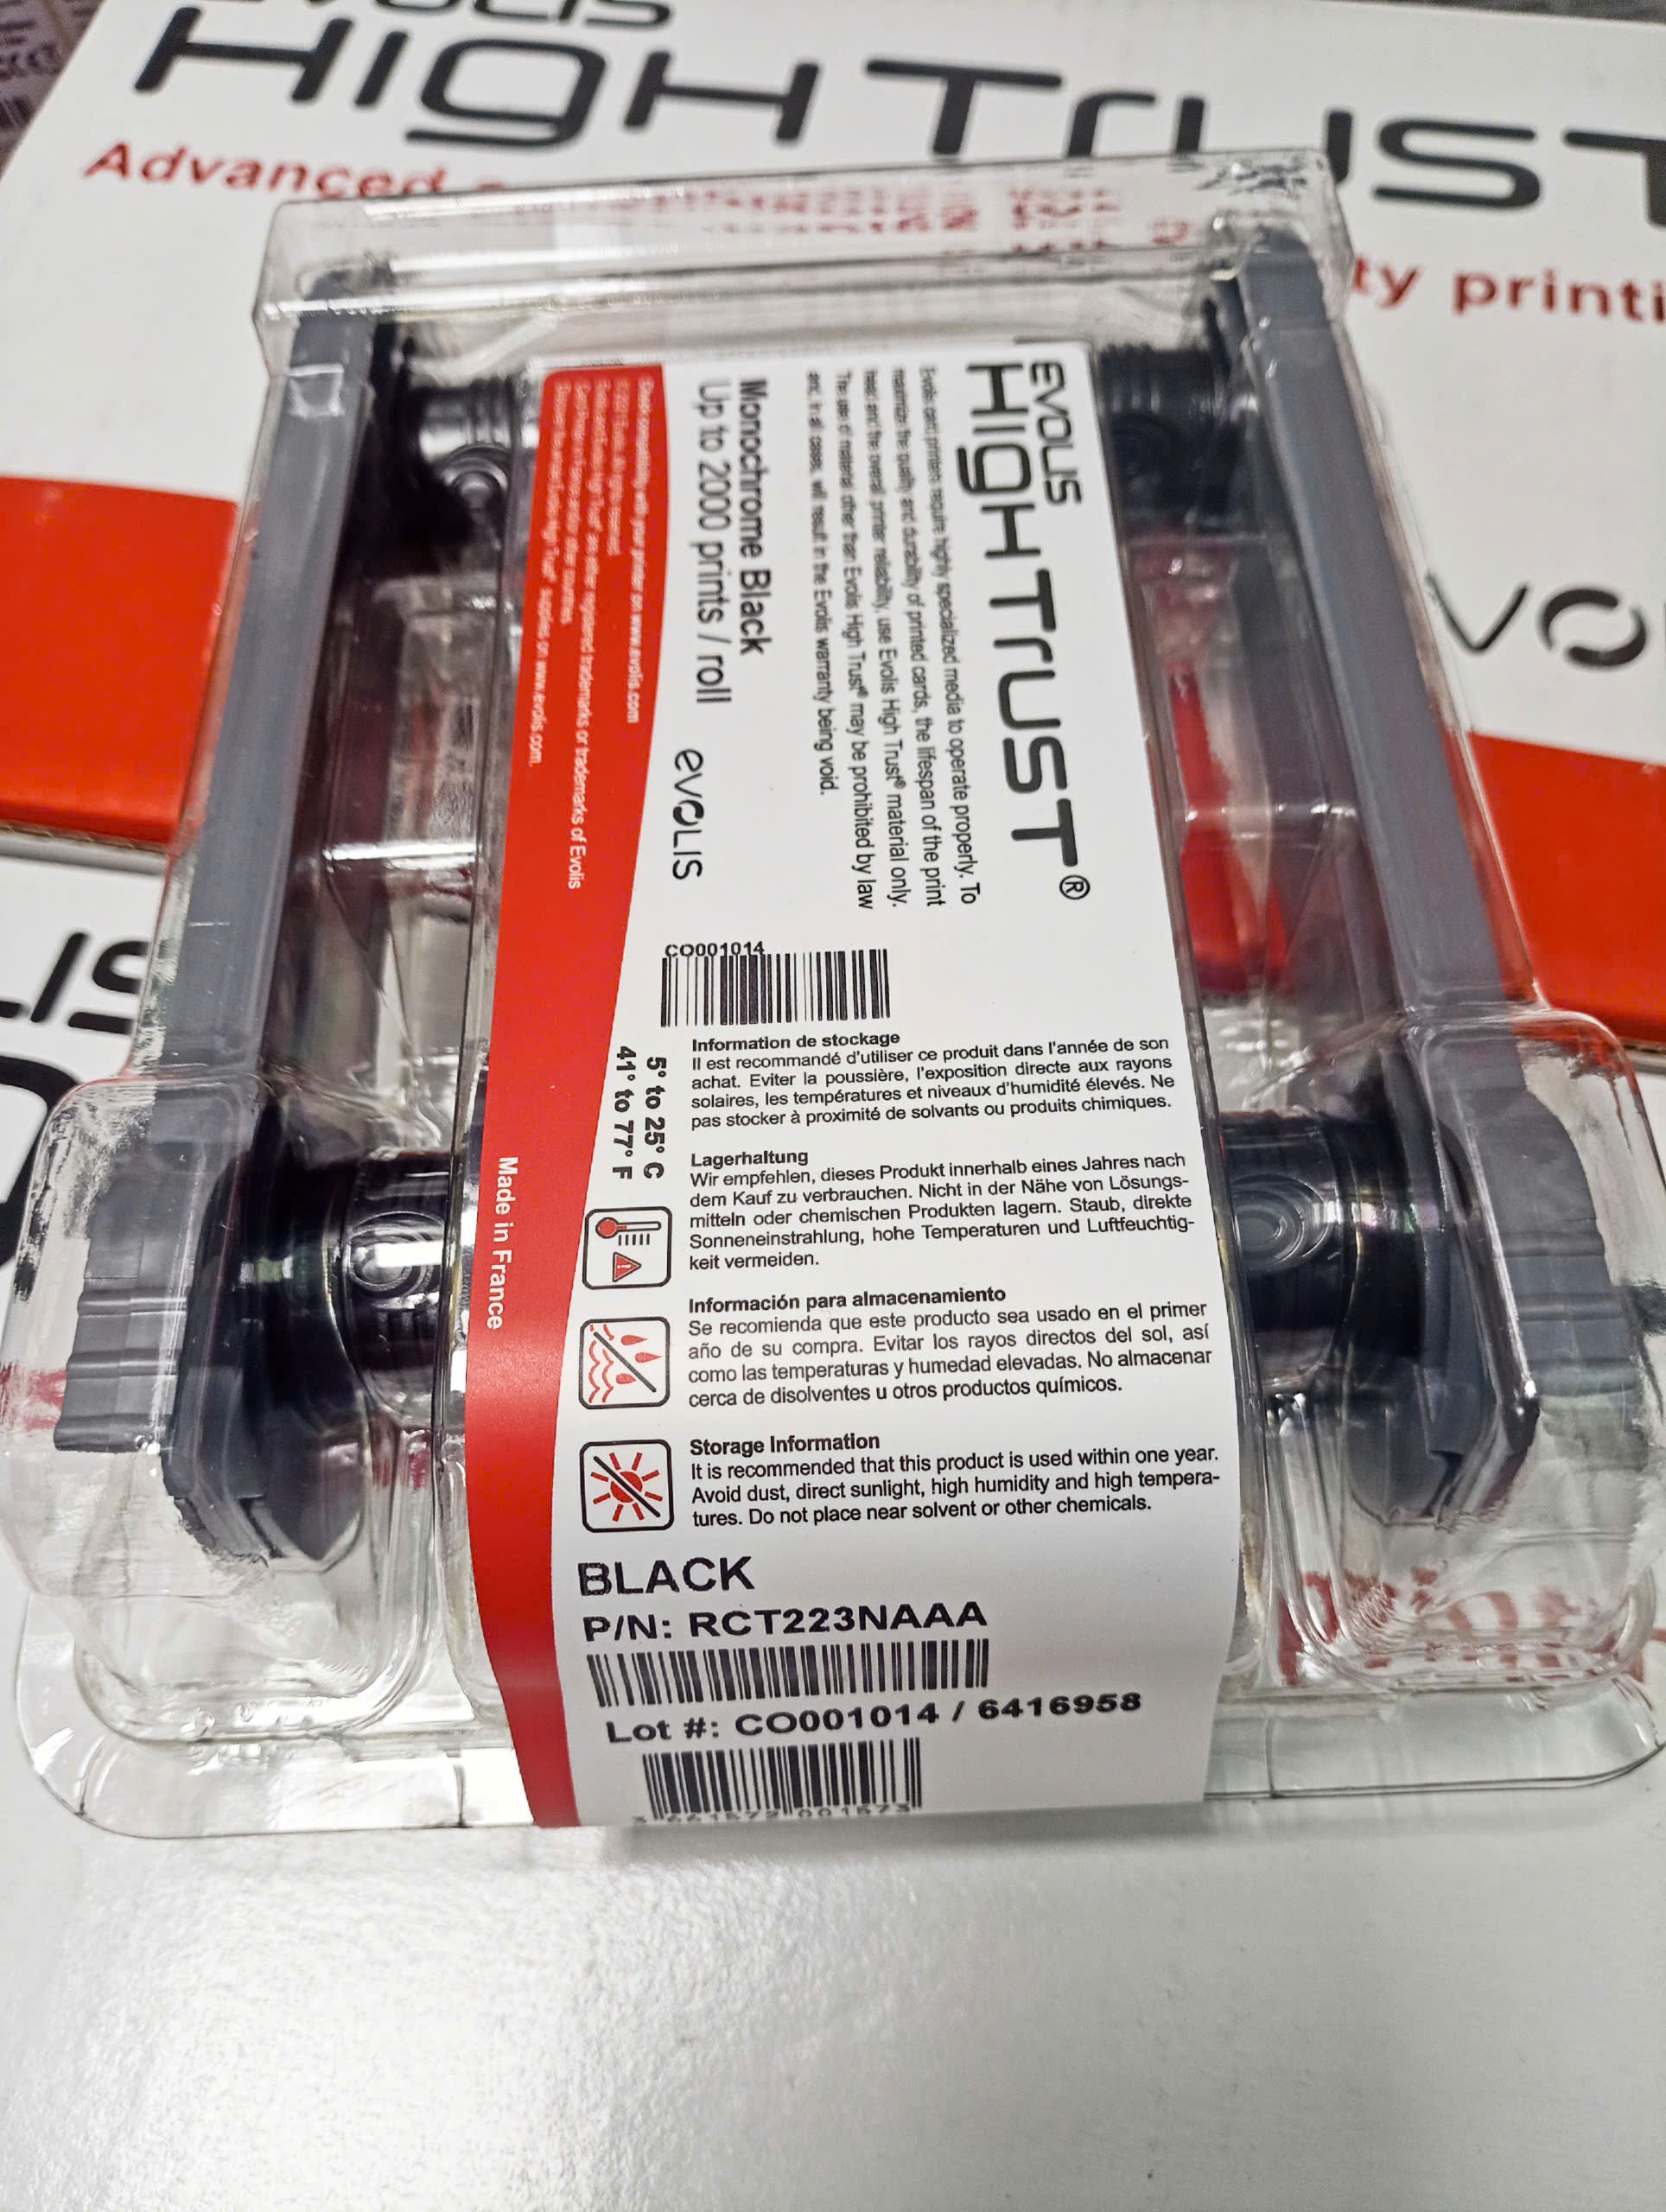 EVOLIS
HIGH TRUST
Advanced
ty printi
EVOLIS
HIGH TRUST®
Evolis card printers require highly specialized media to operate properly. To
maximize the quality and durability of printed cards, the lifespan of the print
head and the overall printer reliability, use Evolis High Trust® material only.
The use of material other than Evolis High Trust® may be prohibited by law
and, in all cases, will result in the Evolis warranty being void.
Monochrome Black
Up to 2000 prints / roll
evOLIS
Check compatibility with your printer on www.evolis.com
Evolis and Evolis High Trust® are either registered trademarks or trademarks of Evolis
Card Printer in France and/or other countries
supplies on www.evolis.com.
CO001014
5° to 25° C
41° to 77° F
Made in France
Information de stockage
Il est recommandé d'utiliser ce produit dans l'année de son
achat. Eviter la poussière, l'exposition directe aux rayons
solaires, les températures et niveaux d'humidité élevés. Ne
pas stocker à proximité de solvants ou produits chimiques.
Lagerhaltung
Wir empfehlen, dieses Produkt innerhalb eines Jahres nach
dem Kauf zu verbrauchen. Nicht in der Nähe von Lösungs-
mitteln oder chemischen Produkten lagern. Staub, direkte
Sonneneinstrahlung, hohe Temperaturen und Luftfeuchtig-
keit vermeiden.
Información para almacenamiento
Se recomienda que este producto sea usado en el primer
año de su compra. Evitar los rayos directos del sol, así
como las temperaturas y humedad elevadas. No almacenar
cerca de disolventes u otros productos químicos.
Storage Information
It is recommended that this product is used within one year.
Avoid dust, direct sunlight, high humidity and high tempera-
tures. Do not place near solvent or other chemicals.
BLACK
P/N: RCT223NAAA
Lot #: CO001014 / 6416958
3 661572 001573